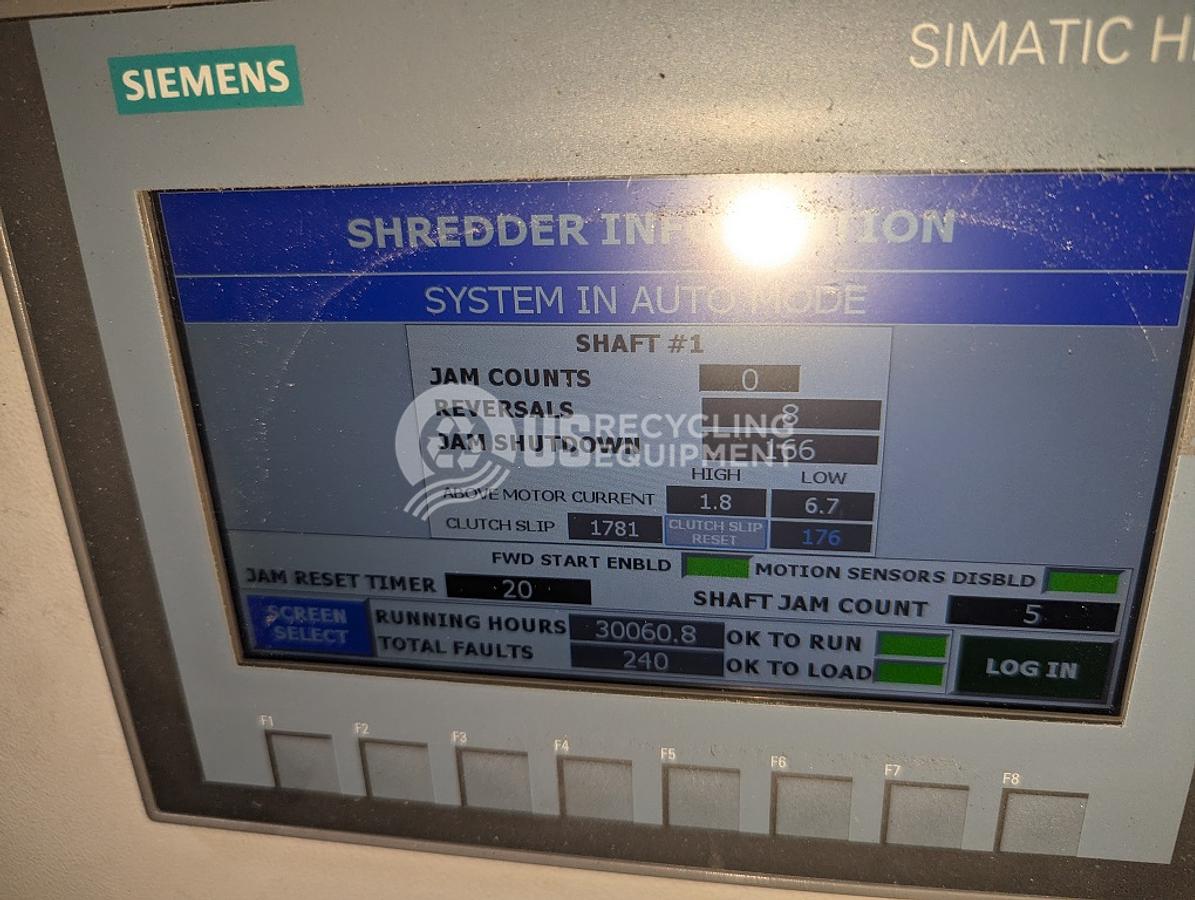 SIEMENS
SIMATIC
SHREDDER
SYSTEM IN AUTO MODE
SHAFT #1
JAM COUNTS 0
REVERSALS 8
JAM SHUTDOWN 166
US RECYCLING EQUIPMENT
HIGH LOW
ABOVE MOTOR CURRENT 1.8 6.7
CLUTCH SLIP 1781 CLUTCH SLIP RESET 176
FWD START ENBLD MOTION SENSORS DISBLD
JAM RESET TIMER 20 SHAFT JAM COUNT 5
SCREEN SELECT
RUNNING HOURS 30060.8 OK TO RUN
TOTAL FAULTS 240 OK TO LOAD
LOG IN
F1 F2 F3 F4 F5 F6 F7 F8